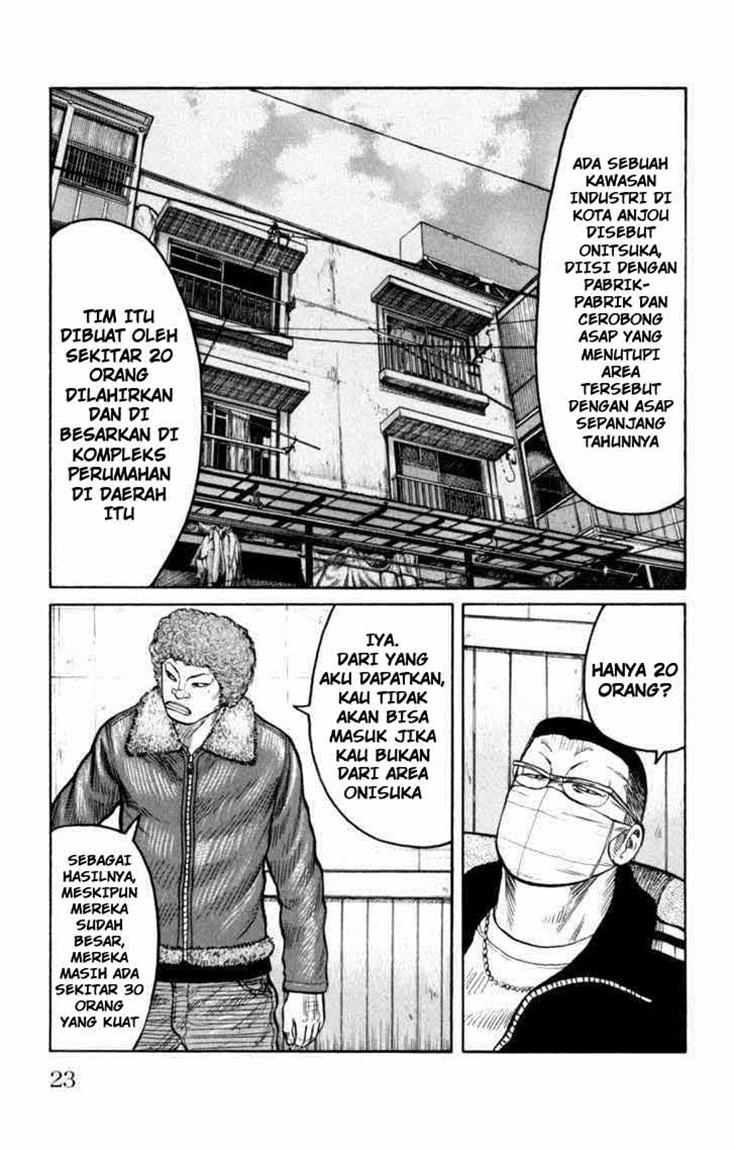 ADA SEBUAH
KAWASAN
INDUSTRI DI
KOTA ANJOU
DISEBUT
ONITSUKA,
DIISI DENGAN
PABRIK-
PABRIK DAN
CEROBONG
ASAP YANG
MENUTUPI
AREA
TERSEBUT
DENGAN ASAP
SEPANJANG
TAHUNNYA
TIM ITU
DIBUAT OLEH
SEKITAR 20
ORANG
DILAHIRKAN
DAN DI
BESARKAN DI
KOMPLEKS
PERUMAHAN
DI DAERAH
ITU
HANYA 20
ORANG?
IYA.
DARI YANG
AKU DAPATKAN,
KAU TIDAK
AKAN BISA
MASUK JIKA
KAU BUKAN
DARI AREA
ONISUKA
SEBAGAI
HASILNYA,
MESKIPUN
MEREKA
SUDAH
BESAR,
MEREKA
MASIH ADA
SEKITAR 30
ORANG
YANG KUAT
23